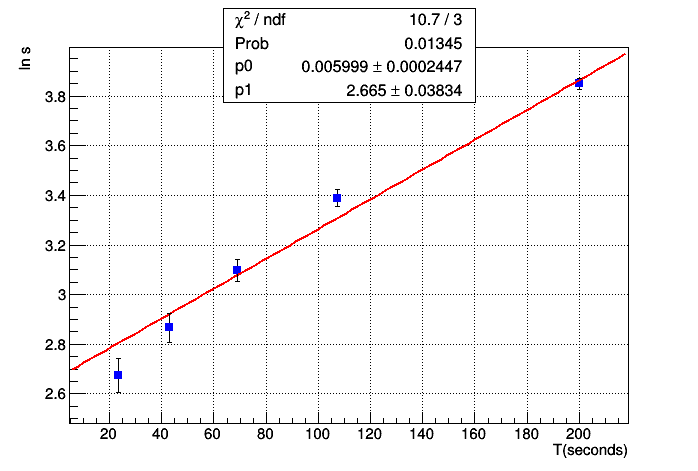 χ² / ndf 10.7 / 3
Prob 0.01345
p0 0.005999 ± 0.0002447
p1 2.665 ± 0.03834
ln s
3.8
3.6
3.4
3.2
3
2.8
2.6
20 40 60 80 100 120 140 160 180 200
T(seconds)